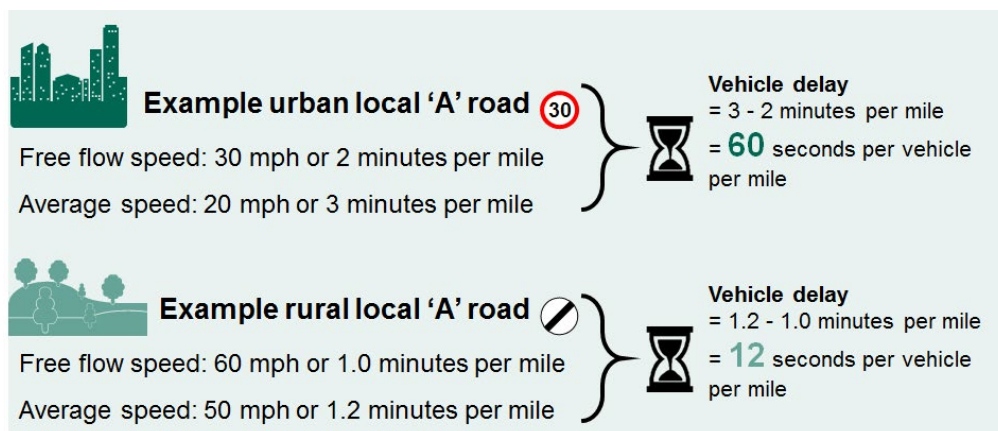 Example urban local ‘A’ road
30
Free flow speed: 30 mph or 2 minutes per mile
Average speed: 20 mph or 3 minutes per mile
Vehicle delay
= 3 - 2 minutes per mile
= 60 seconds per vehicle
per mile
Example rural local ‘A’ road
Free flow speed: 60 mph or 1.0 minutes per mile
Average speed: 50 mph or 1.2 minutes per mile
Vehicle delay
= 1.2 - 1.0 minutes per mile
= 12 seconds per vehicle
per mile